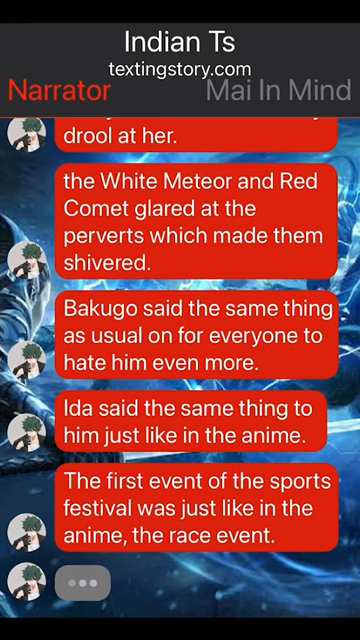 Indian Ts
textingstory.com
Narrator
Mai In Mind
drool at her.
the White Meteor and Red
Comet glared at the
perverts which made them
shivered.
Bakugo said the same thing
as usual on for everyone to
hate him even more.
Ida said the same thing to
him just like in the anime.
The first event of the sports
festival was just like in the
anime, the race event.